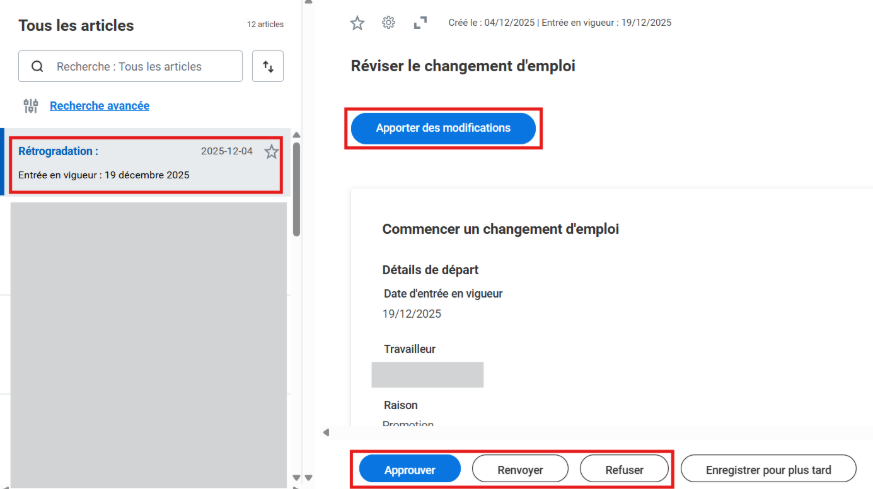 Tous les articles
12 articles
Recherche : Tous les articles
Recherche avancée
Rétrogradation :
2025-12-04
Entrée en vigueur : 19 décembre 2025
Créé le : 04/12/2025 | Entrée en vigueur : 19/12/2025
Réviser le changement d'emploi
Apporter des modifications
Commencer un changement d'emploi
Détails de départ
Date d'entrée en vigueur
19/12/2025
Travailleur
Raison
Promotion
Approuver
Renvoyer
Refuser
Enregistrer pour plus tard